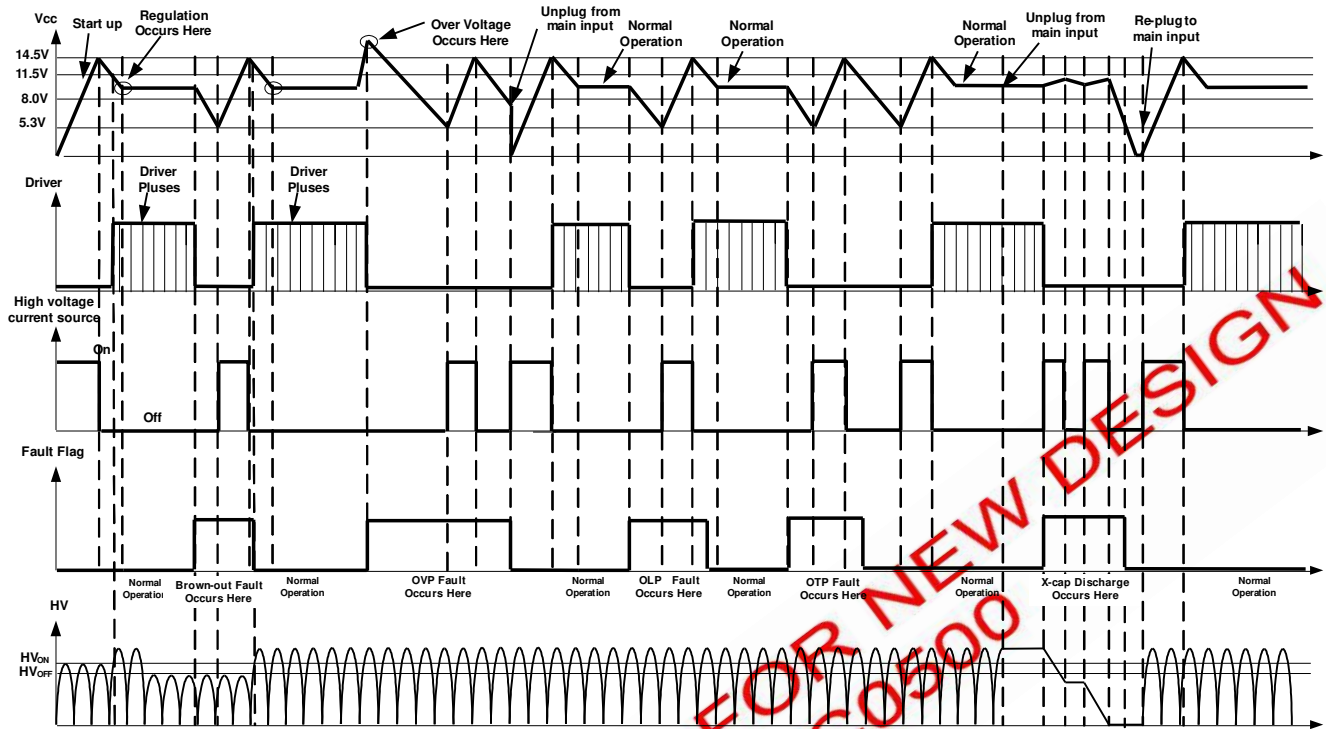 Vcc
Start up
Regulation
Occurs Here
Over Voltage
Occurs Here
Unplug from
main input
Normal
Operation
Normal
Operation
Normal
Operation
Unplug from
main input
Re-plug to
main input
14.5V
11.5V
8.0V
5.3V
Driver
Driver
Pluses
Driver
Pluses
High voltage
current source
On
Off
Fault Flag
Normal
Operation
Brown-out Fault
Occurs Here
Normal
Operation
OVP Fault
Occurs Here
Normal
Operation
OLP Fault
Occurs Here
Normal
Operation
OTP Fault
Occurs Here
Normal
Operation
X-cap Discharge
Occurs Here
Normal
Operation
HV
HVON
HVOFF
FOR NEW DESIGN
C0500